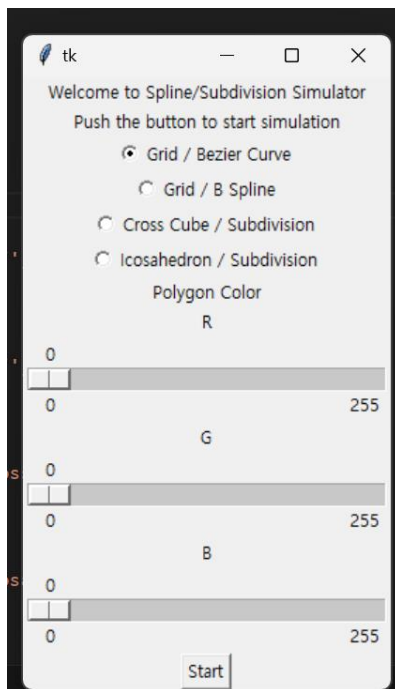 tk
Welcome to Spline/Subdivision Simulator
Push the button to start simulation
Grid / Bezier Curve
Grid / B Spline
Cross Cube / Subdivision
Icosahedron / Subdivision
Polygon Color
R
0
0 255
G
0
0 255
B
0
0 255
Start